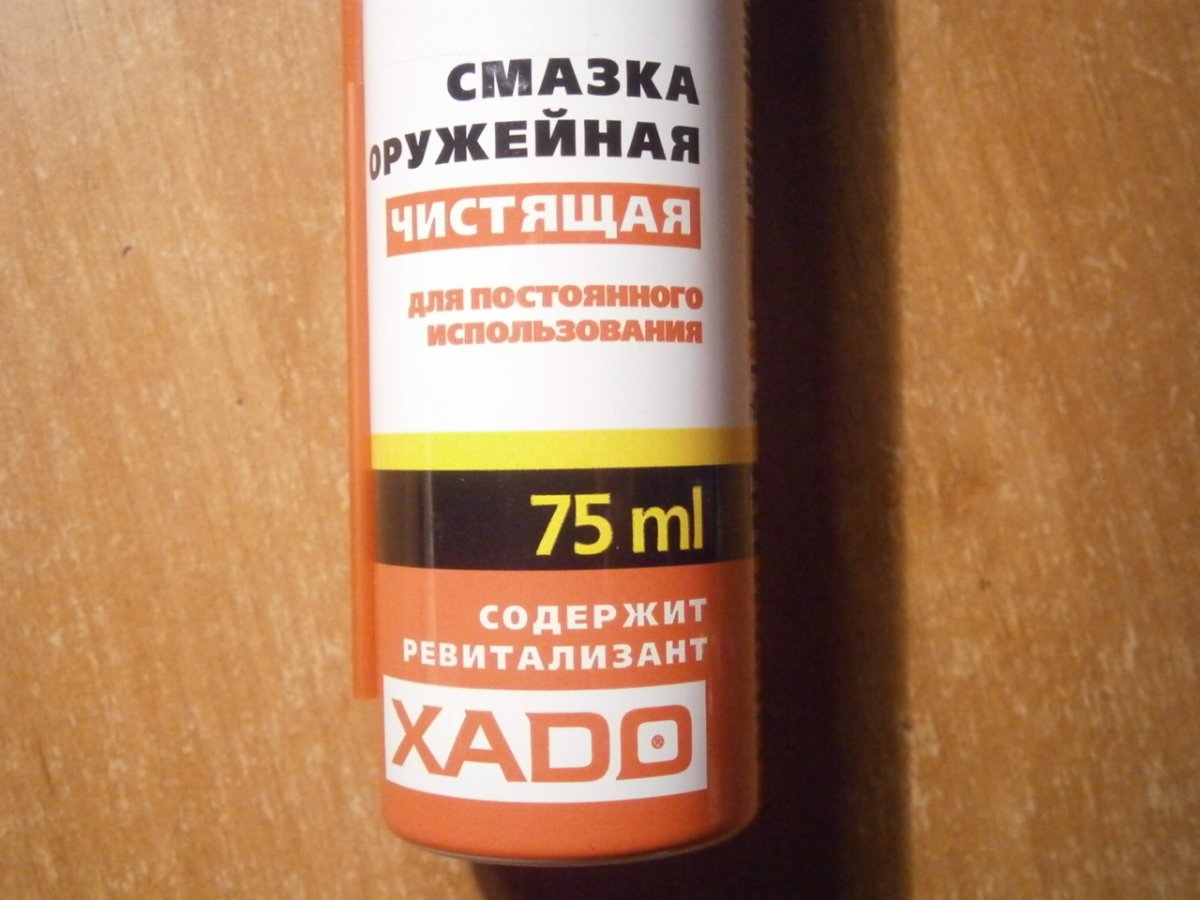 СМАЗКА
ОРУЖЕЙНАЯ
ЧИСТЯЩАЯ
ДЛЯ ПОСТОЯННОГО
ИСПОЛЬЗОВАНИЯ
75 ml
СОДЕРЖИТ
РЕВИТАЛИЗАНТ
XADO®